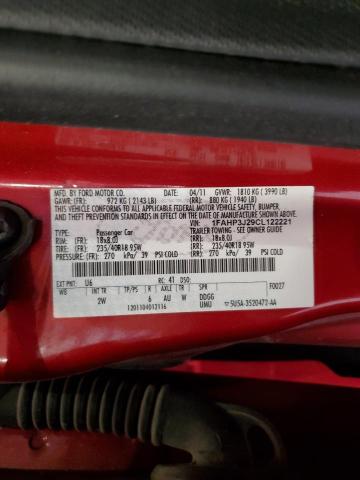 MFD. BY FORD MOTOR CO. 04/11 GVWR: 1810 KG ( 3990 LB)
GAWR: (FR): 972 KG ( 2143 LB) (RR): 880 KG ( 1940 LB)
THIS VEHICLE CONFORMS TO ALL APPLICABLE FEDERAL
MOTOR VEHICLE SAFETY, BUMPER, AND THEFT
PREVENTION STANDARDS IN EFFECT ON THE
DATE OF MANUFACTURE SHOWN ABOVE.
VIN: 1FAHP3J29CL122221
TYPE: Passenger Car TRAILER TOWING - SEE OWNER GUIDE
RIM: (FR) 18x8.0J (RR): 18x8.0J
TIRES: (FR) 235/40R18 95W (RR): 235/40R18 95W
PRESSURE: (FR): 270 kPa/ 39 PSI COLD (RR): 270 kPa/ 39 PSI COLD
EXT PNT: U6 RC: 41 DSO: F0027
WB TP/PS R AXLE TR SPR
2W 6 AU W DDGG
1201104012116 UMU 5U5A-3520472-AA